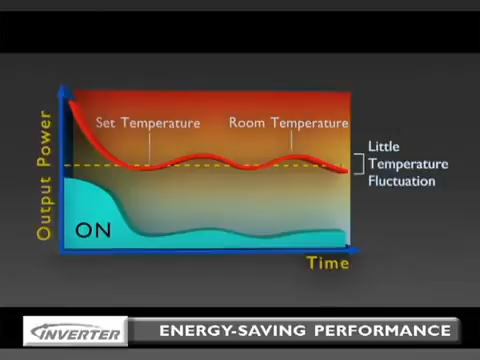 Output Power
Set Temperature
Room Temperature
Little
Temperature
Fluctuation
ON
Time
INVERTER
ENERGY-SAVING PERFORMANCE